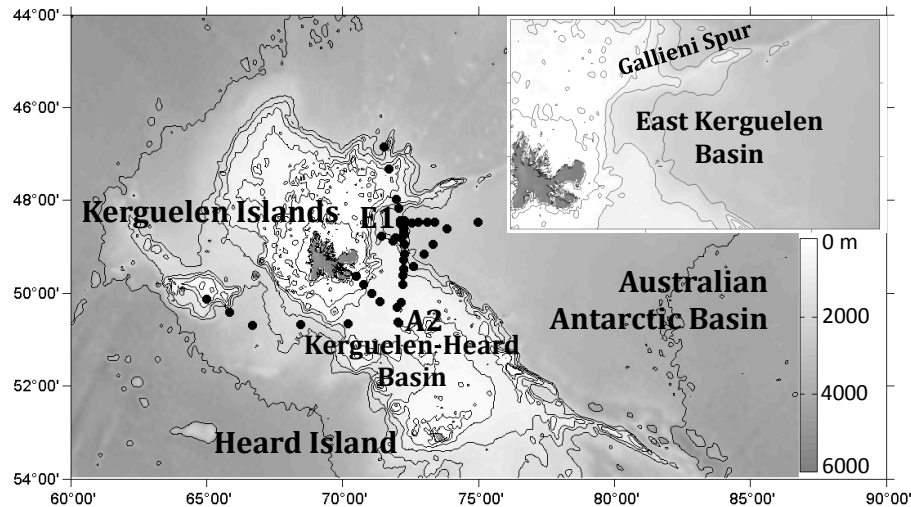 44°00'
46°00'
48°00'
50°00'
52°00'
54°00'
60°00'
65°00'
70°00'
75°00'
80°00'
85°00'
90°00'
Gallieni Spur
East Kerguelen
Basin
Kerguelen Islands
E1
Australian
Antarctic Basin
A2
Kerguelen-Heard
Basin
Heard Island
0 m
2000
4000
6000